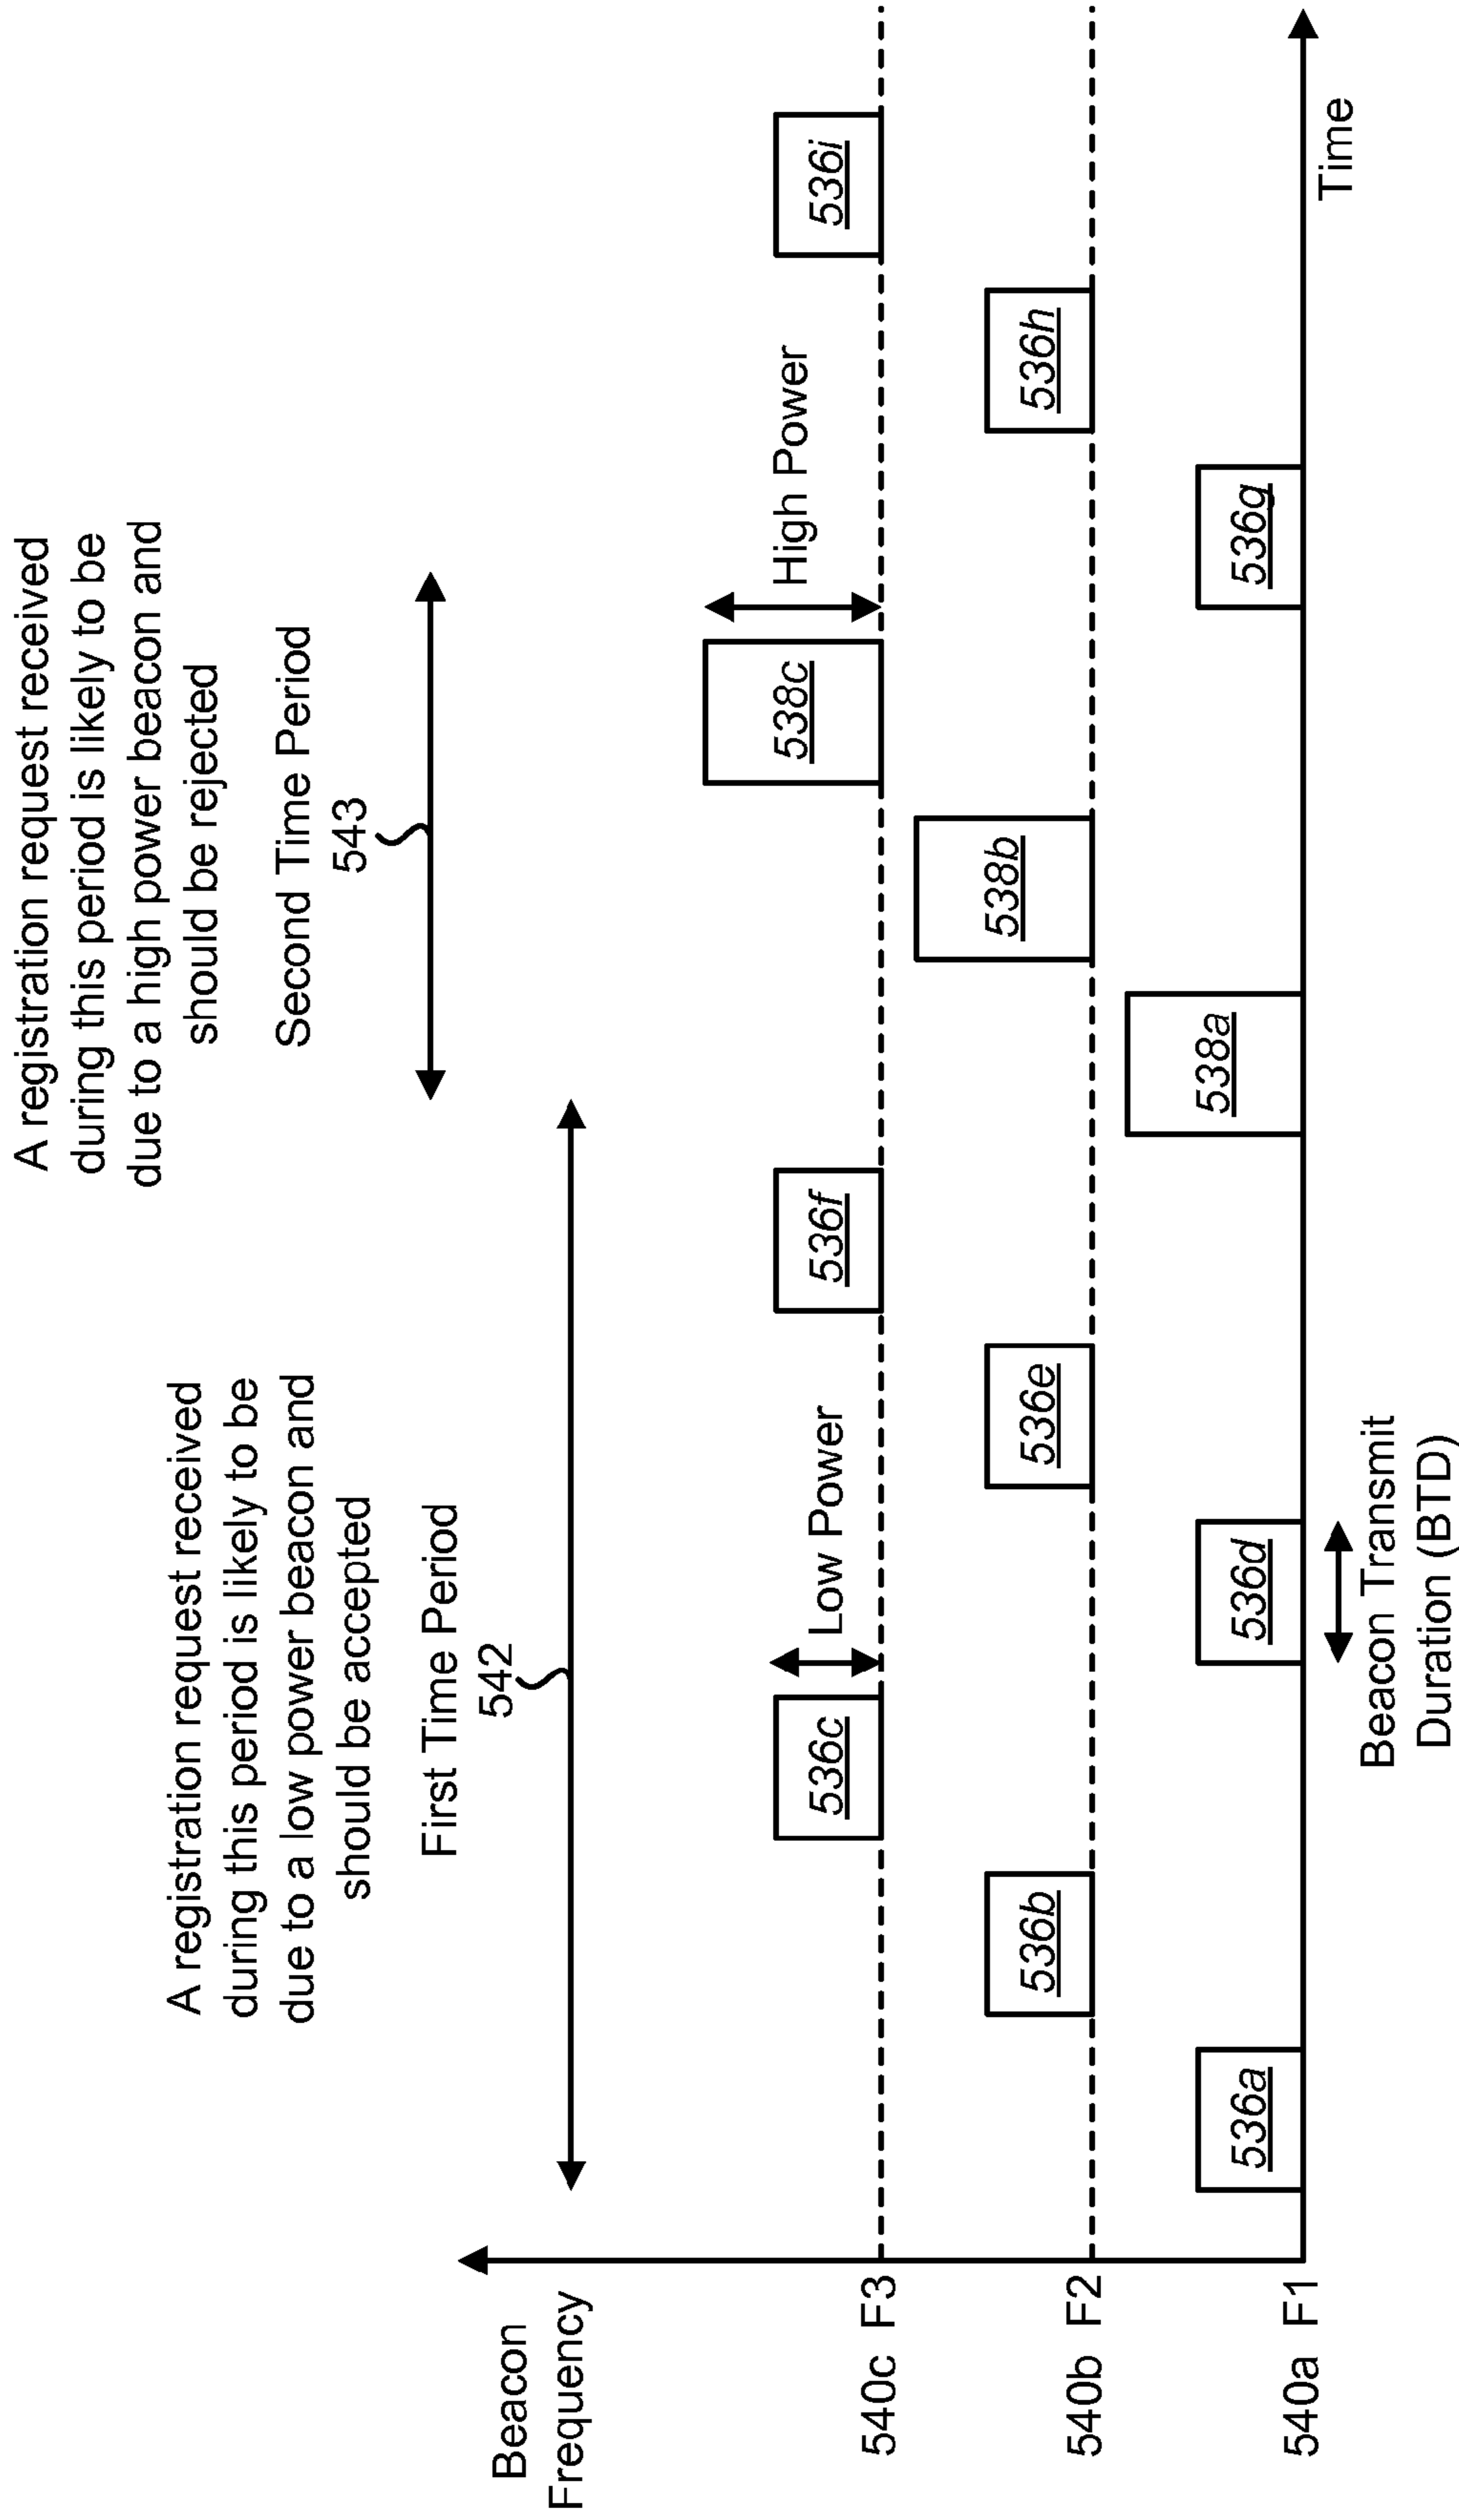 A registration request received
during this period is likely to be
due to a high power beacon and
should be rejected
A registration request received
during this period is likely to be
due to a low power beacon and
should be accepted
Second Time Period
543
First Time Period
542
Beacon
Frequency
High Power
Low Power
538c
536c
536f
536i
540c F3
538b
536b
536e
536h
540b F2
538a
536a
536d
536g
540a F1
Time
Beacon Transmit
Duration (BTD)